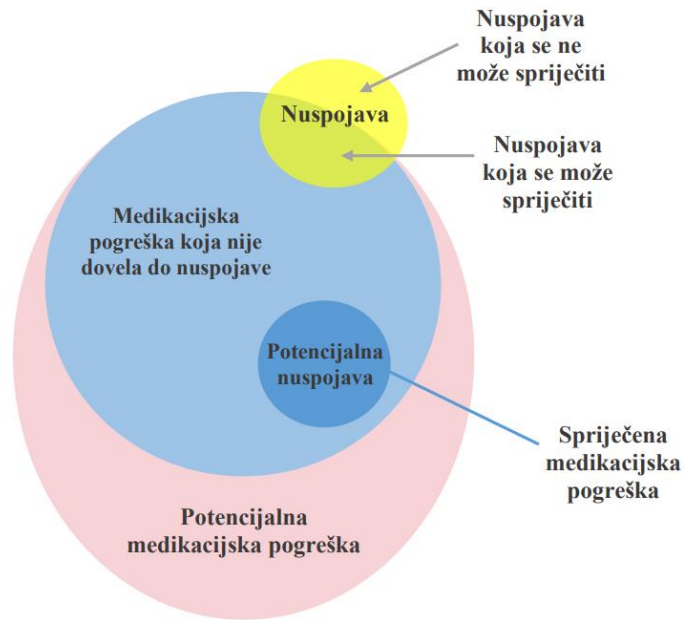 Nuspojava
koja se ne
može spriječiti
Nuspojava
Nuspojava
koja se može
spriječiti
Medikacijska
pogreška koja nije
dovela do nuspojave
Potencijalna
nuspojava
Spriječena
medikacijska
pogreška
Potencijalna
medikacijska pogreška